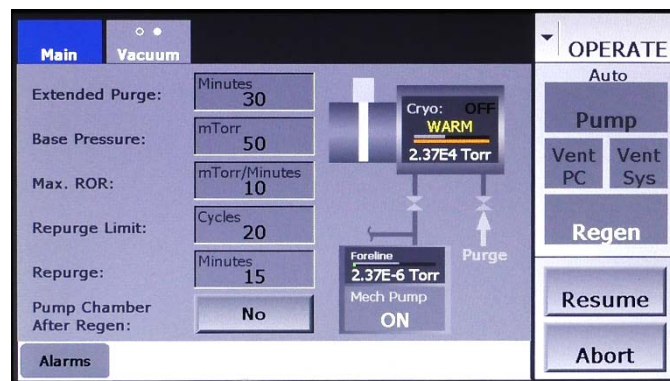 Main
Vacuum
OPERATE
Auto
Pump
Vent PC
Vent Sys
Regen
Resume
Abort
Extended Purge:
Minutes
30
Base Pressure:
mTorr
50
Max. ROR:
mTorr/Minutes
10
Repurge Limit:
Cycles
20
Repurge:
Minutes
15
Pump Chamber
After Regen:
No
Cryo: OFF
WARM
2.37E4 Torr
Purge
Foreline
2.37E-6 Torr
Mech Pump
ON
Alarms